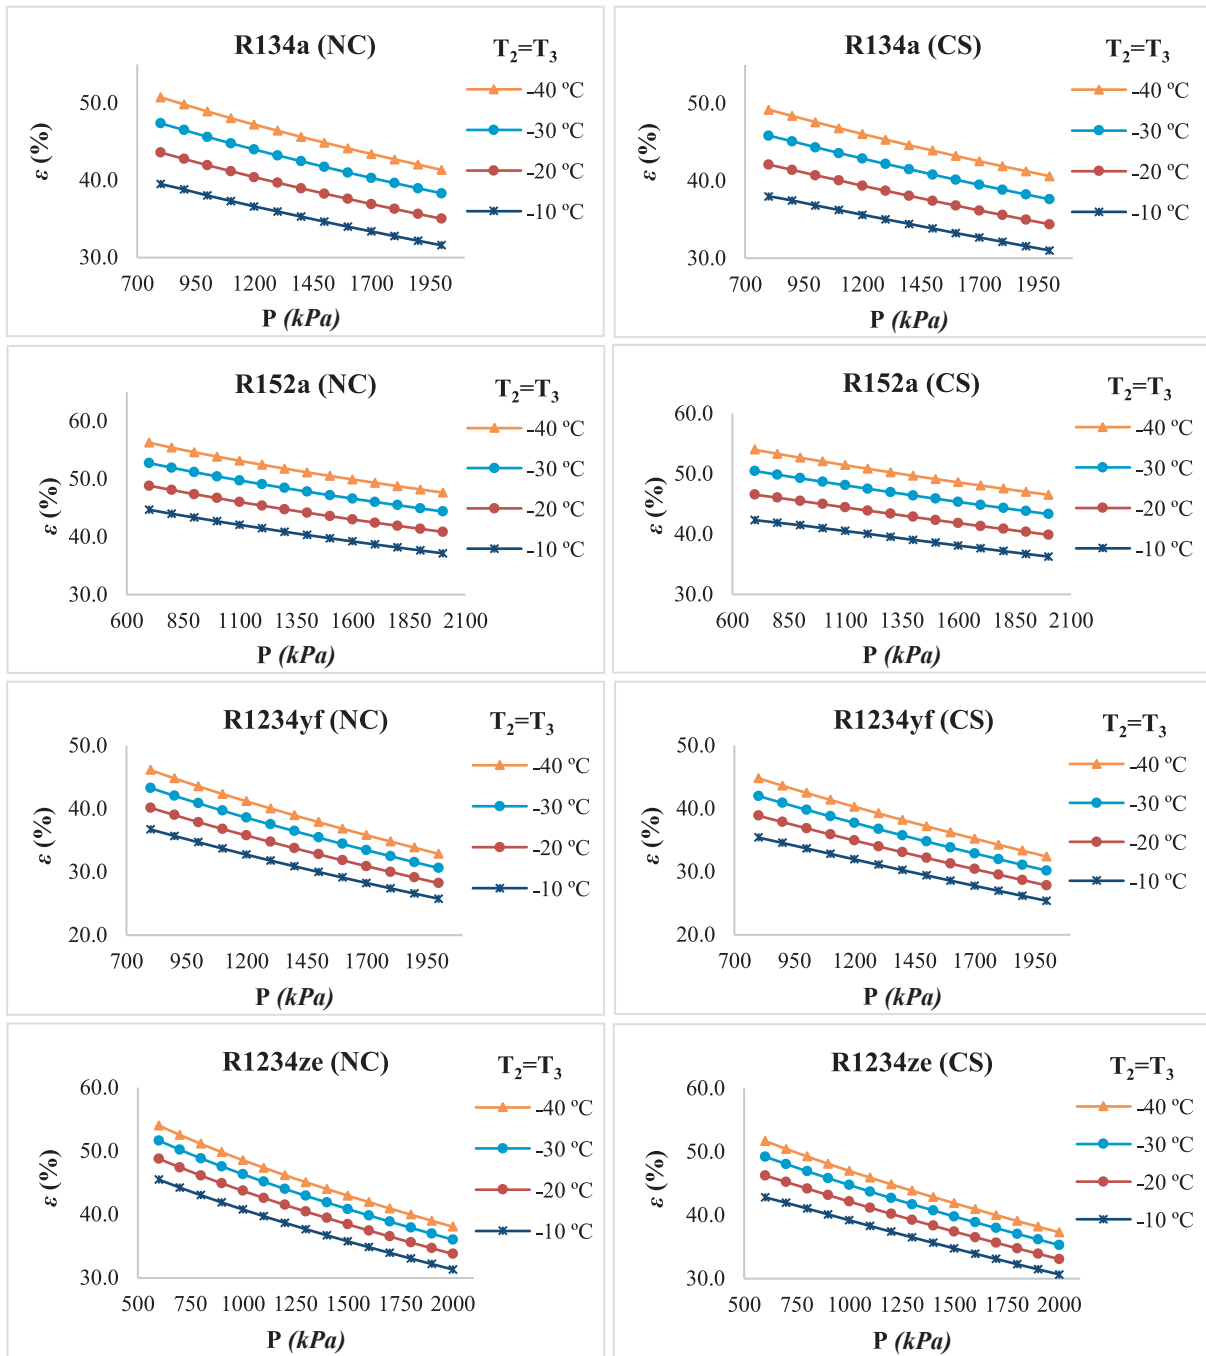 R134a (NC)
T2=T3
50.0
40.0
30.0
ε (%)
-40 ºC
-30 ºC
-20 ºC
-10 ºC
700 950 1200 1450 1700 1950
P (kPa)
R134a (CS)
T2=T3
50.0
40.0
30.0
ε (%)
-40 ºC
-30 ºC
-20 ºC
-10 ºC
700 950 1200 1450 1700 1950
P (kPa)
R152a (NC)
T2=T3
60.0
50.0
40.0
30.0
ε (%)
-40 ºC
-30 ºC
-20 ºC
-10 ºC
600 850 1100 1350 1600 1850 2100
P (kPa)
R152a (CS)
T2=T3
60.0
50.0
40.0
30.0
ε (%)
-40 ºC
-30 ºC
-20 ºC
-10 ºC
600 850 1100 1350 1600 1850 2100
P (kPa)
R1234yf (NC)
T2=T3
50.0
40.0
30.0
20.0
ε (%)
-40 ºC
-30 ºC
-20 ºC
-10 ºC
700 950 1200 1450 1700 1950
P (kPa)
R1234yf (CS)
T2=T3
50.0
40.0
30.0
20.0
ε (%)
-40 ºC
-30 ºC
-20 ºC
-10 ºC
700 950 1200 1450 1700 1950
P (kPa)
R1234ze (NC)
T2=T3
60.0
50.0
40.0
30.0
ε (%)
-40 ºC
-30 ºC
-20 ºC
-10 ºC
500 750 1000 1250 1500 1750 2000
P (kPa)
R1234ze (CS)
T2=T3
60.0
50.0
40.0
30.0
ε (%)
-40 ºC
-30 ºC
-20 ºC
-10 ºC
500 750 1000 1250 1500 1750 2000
P (kPa)